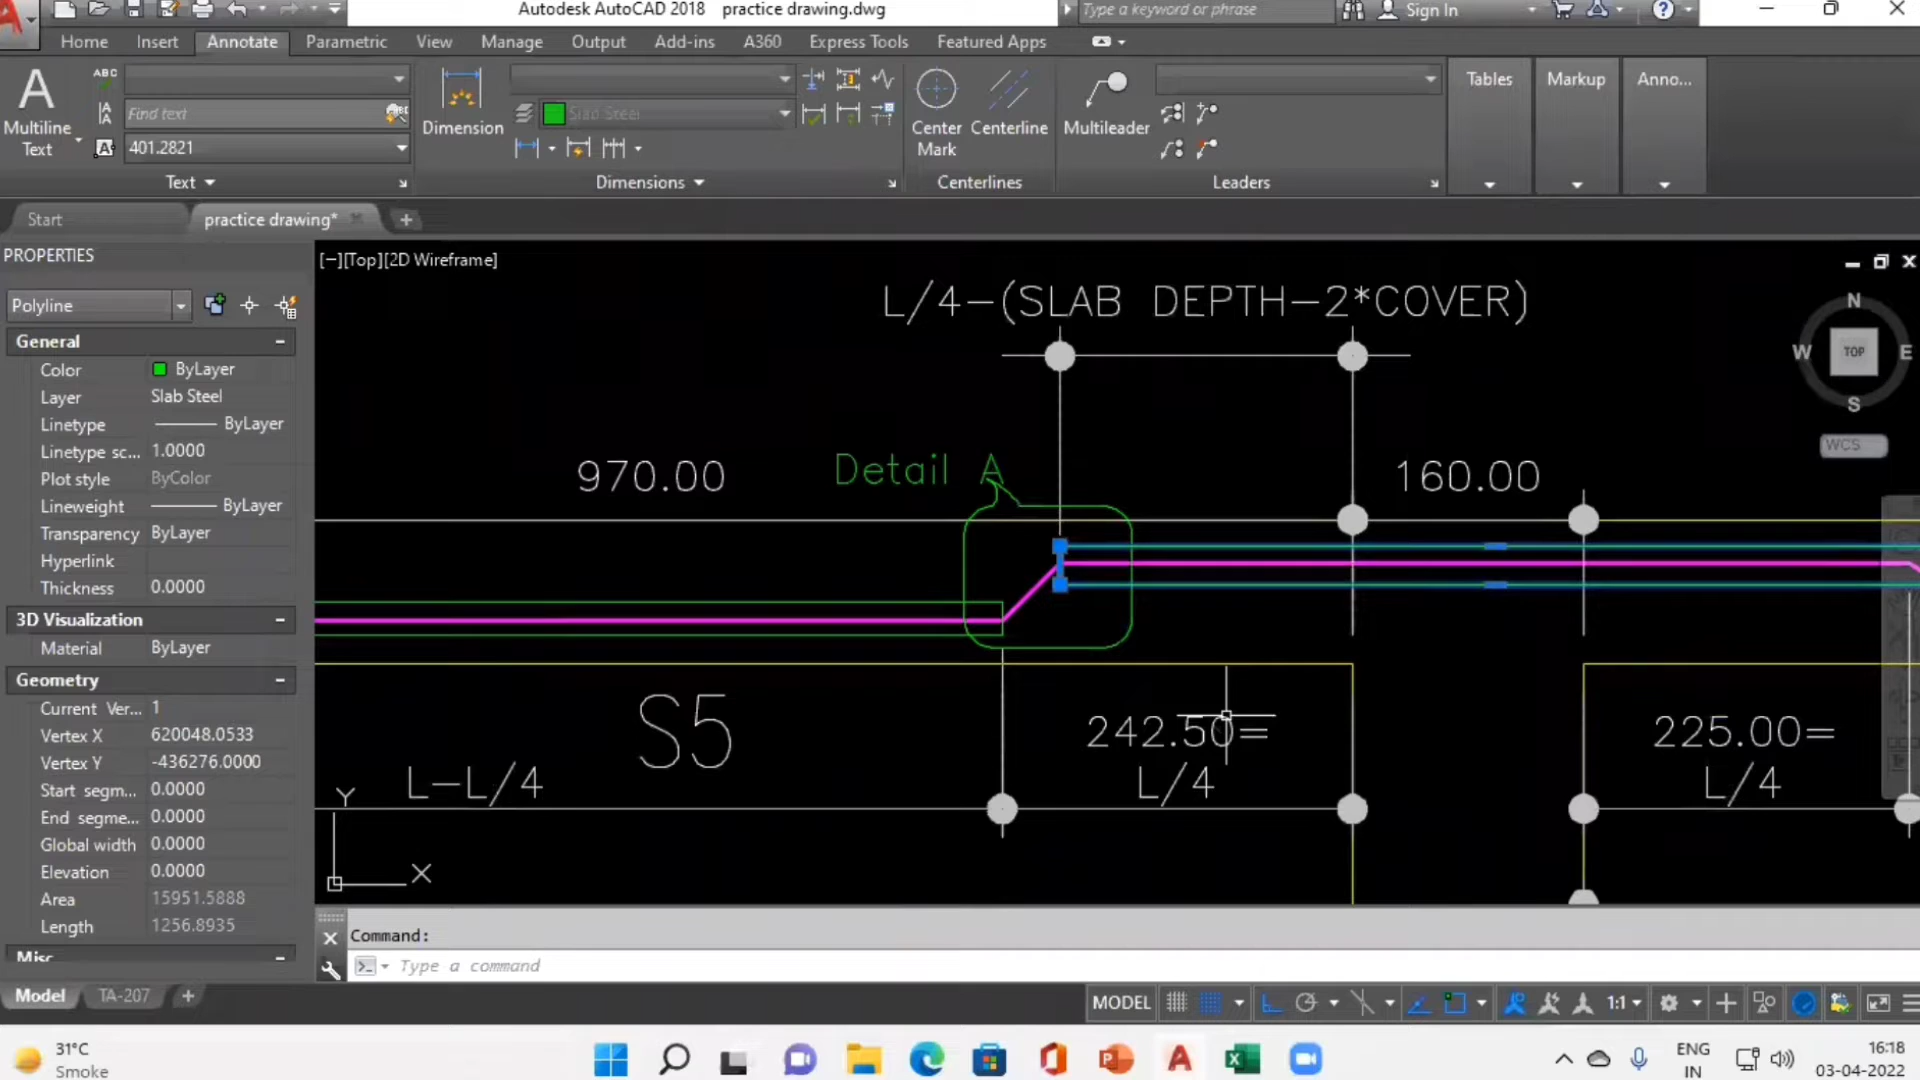 Autodesk AutoCAD 2018 practice drawing.dwg
Type a keyword or phrase
Sign In
Home Insert Annotate Parametric View Manage Output Add-ins A360 Express Tools Featured Apps
Multiline Text
ABC
Find text
401.2821
Text
Dimension
Slab Steel
Dimensions
Center Mark
Centerline
Centerlines
Multileader
Leaders
Tables
Markup
Anno...
Start
practice drawing*
PROPERTIES
Polyline
General
Color ByLayer
Layer Slab Steel
Linetype ByLayer
Linetype sc... 1.0000
Plot style ByColor
Lineweight ByLayer
Transparency ByLayer
Hyperlink
Thickness 0.0000
3D Visualization
Material ByLayer
Geometry
Current Ver... 1
Vertex X 620048.0533
Vertex Y -436276.0000
Start segm... 0.0000
End segme... 0.0000
Global width 0.0000
Elevation 0.0000
Area 15951.5888
Length 1256.8935
Misc
[−][Top][2D Wireframe]
L/4-(SLAB DEPTH-2*COVER)
N
W TOP E
S
WCS
970.00
Detail A
160.00
S5
242.50=
L/4
225.00=
L/4
L-L/4
Y
X
Command:
Type a command
Model TA-207
MODEL
1:1
31°C
Smoke
ENG
IN
16:18
03-04-2022